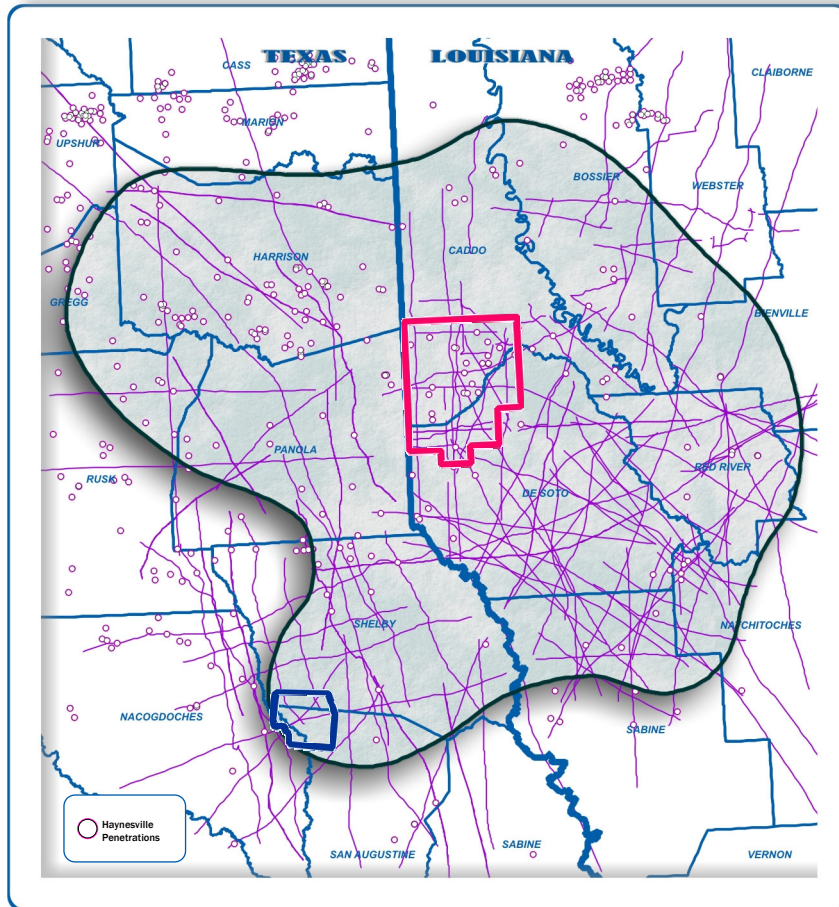 TEXAS
LOUISIANA
CASS
CLAIBORNE
MARION
UPSHUR
BOSSIER
WEBSTER
CADDO
HARRISON
GREGG
BIENVILLE
PANOLA
RED RIVER
RUSK
DE SOTO
SHELBY
NATCHITOCHES
NACOGDOCHES
SABINE
Haynesville
Penetrations
SABINE
SAN AUGUSTINE
VERNON